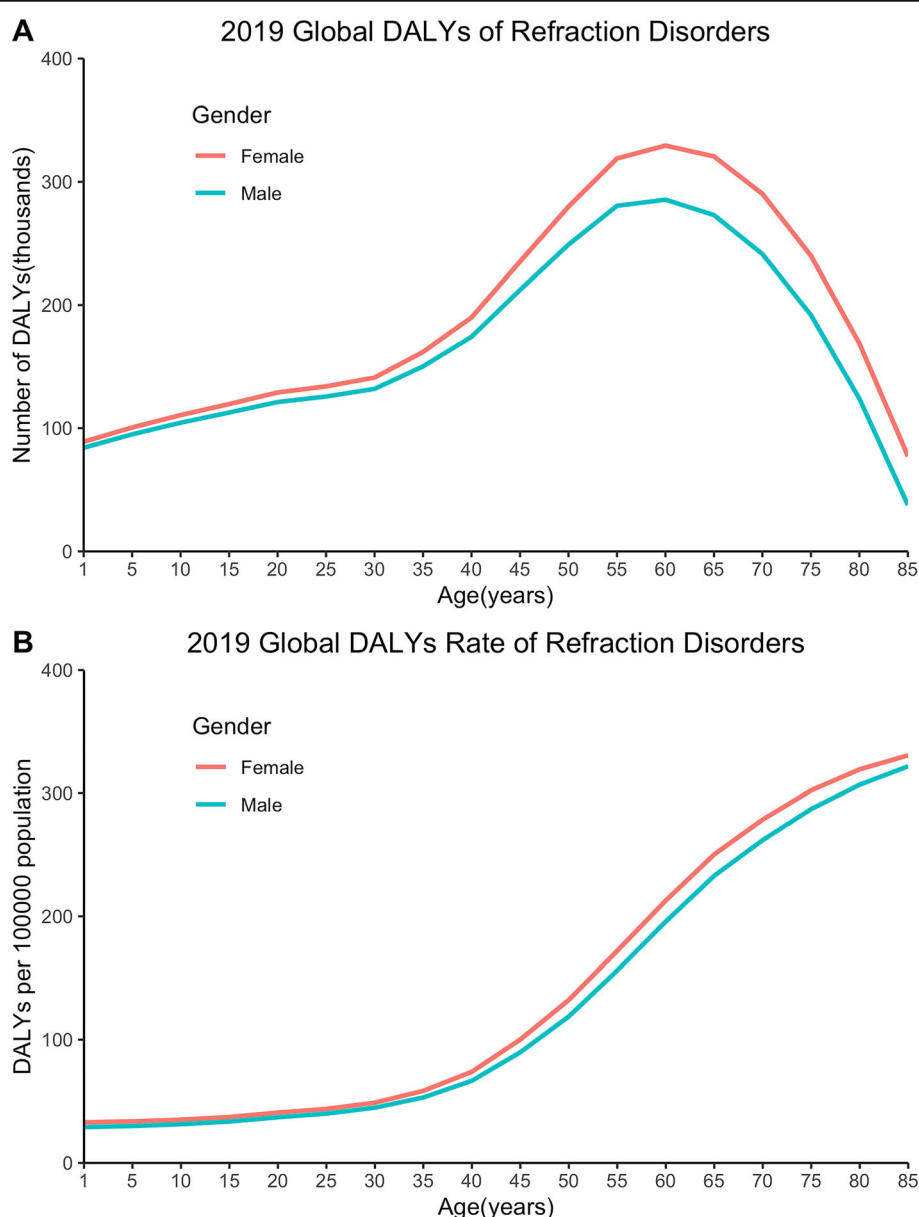 A
2019 Global DALYs of Refraction Disorders
Number of DALYs(thousands)
400
300
200
100
0
Gender
Female
Male
1 5 10 15 20 25 30 35 40 45 50 55 60 65 70 75 80 85
Age(years)
B
2019 Global DALYs Rate of Refraction Disorders
DALYs per 100000 population
400
300
200
100
0
Gender
Female
Male
1 5 10 15 20 25 30 35 40 45 50 55 60 65 70 75 80 85
Age(years)